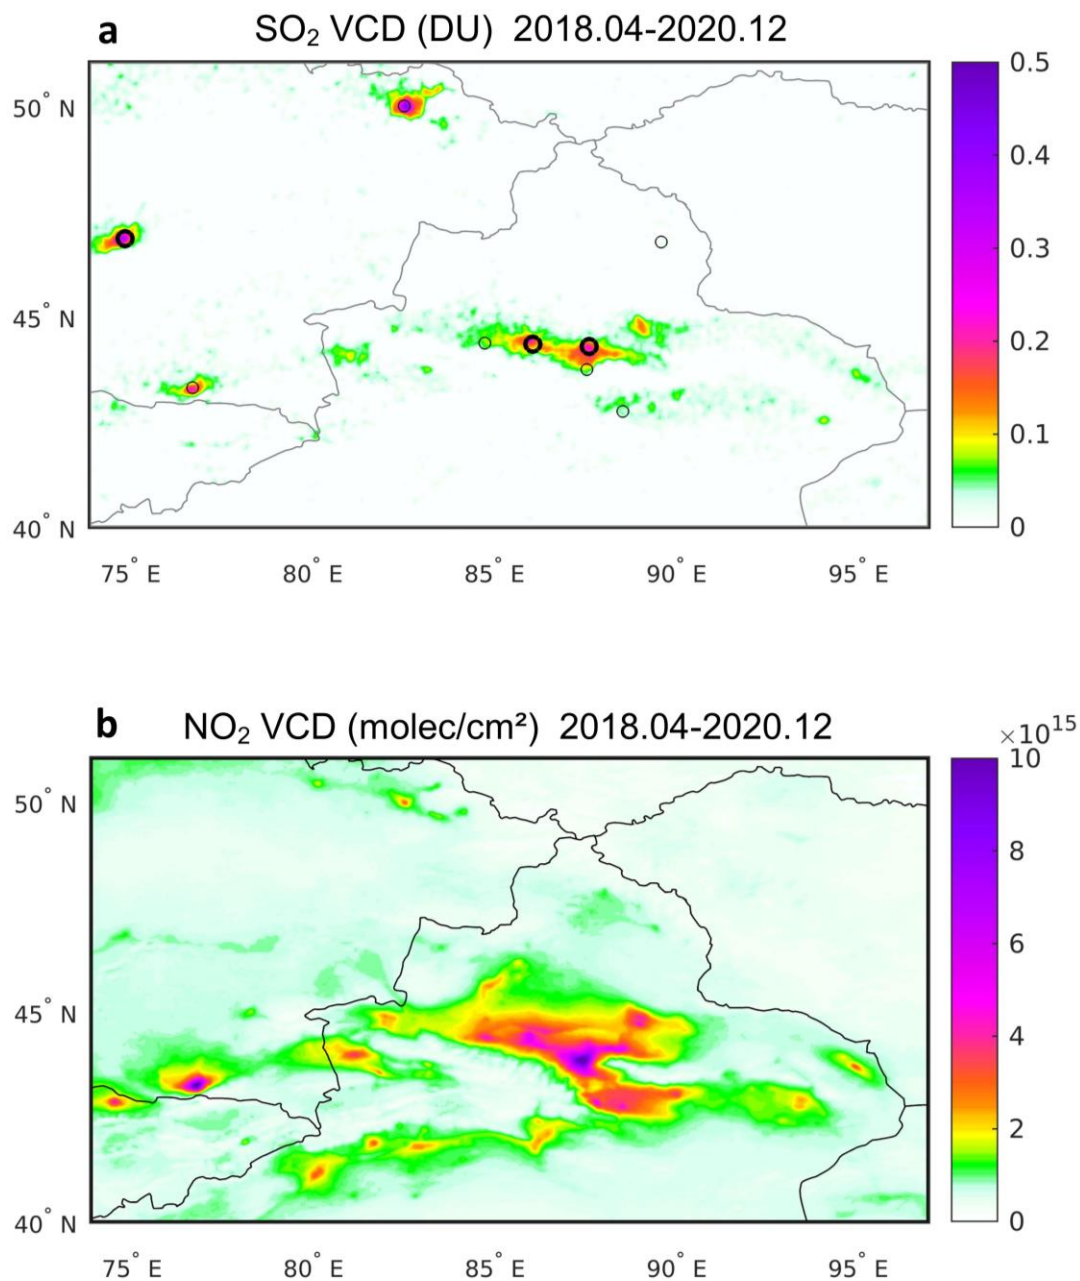 a SO₂ VCD (DU) 2018.04-2020.12
0.5
50° N
0.4
0.3
45° N
0.2
0.1
40° N
0
75° E 80° E 85° E 90° E 95° E
b NO₂ VCD (molec/cm²) 2018.04-2020.12
×10¹⁵
10
50° N
8
6
45° N
4
2
40° N
0
75° E 80° E 85° E 90° E 95° E